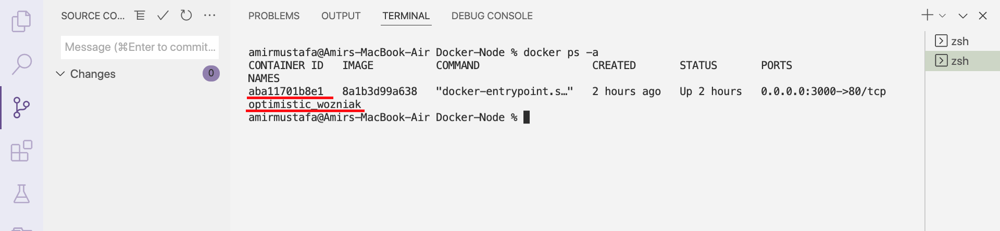 SOURCE CO...
Message (⌘Enter to commit...
Changes
0
PROBLEMS OUTPUT TERMINAL DEBUG CONSOLE
amirmustafa@Amirs-MacBook-Air Docker-Node % docker ps -a
CONTAINER ID IMAGE COMMAND CREATED STATUS PORTS
NAMES
aba11701b8e1 8a1b3d99a638 "docker-entrypoint.s…" 2 hours ago Up 2 hours 0.0.0.0:3000->80/tcp
optimistic_wozniak
amirmustafa@Amirs-MacBook-Air Docker-Node %
zsh
zsh